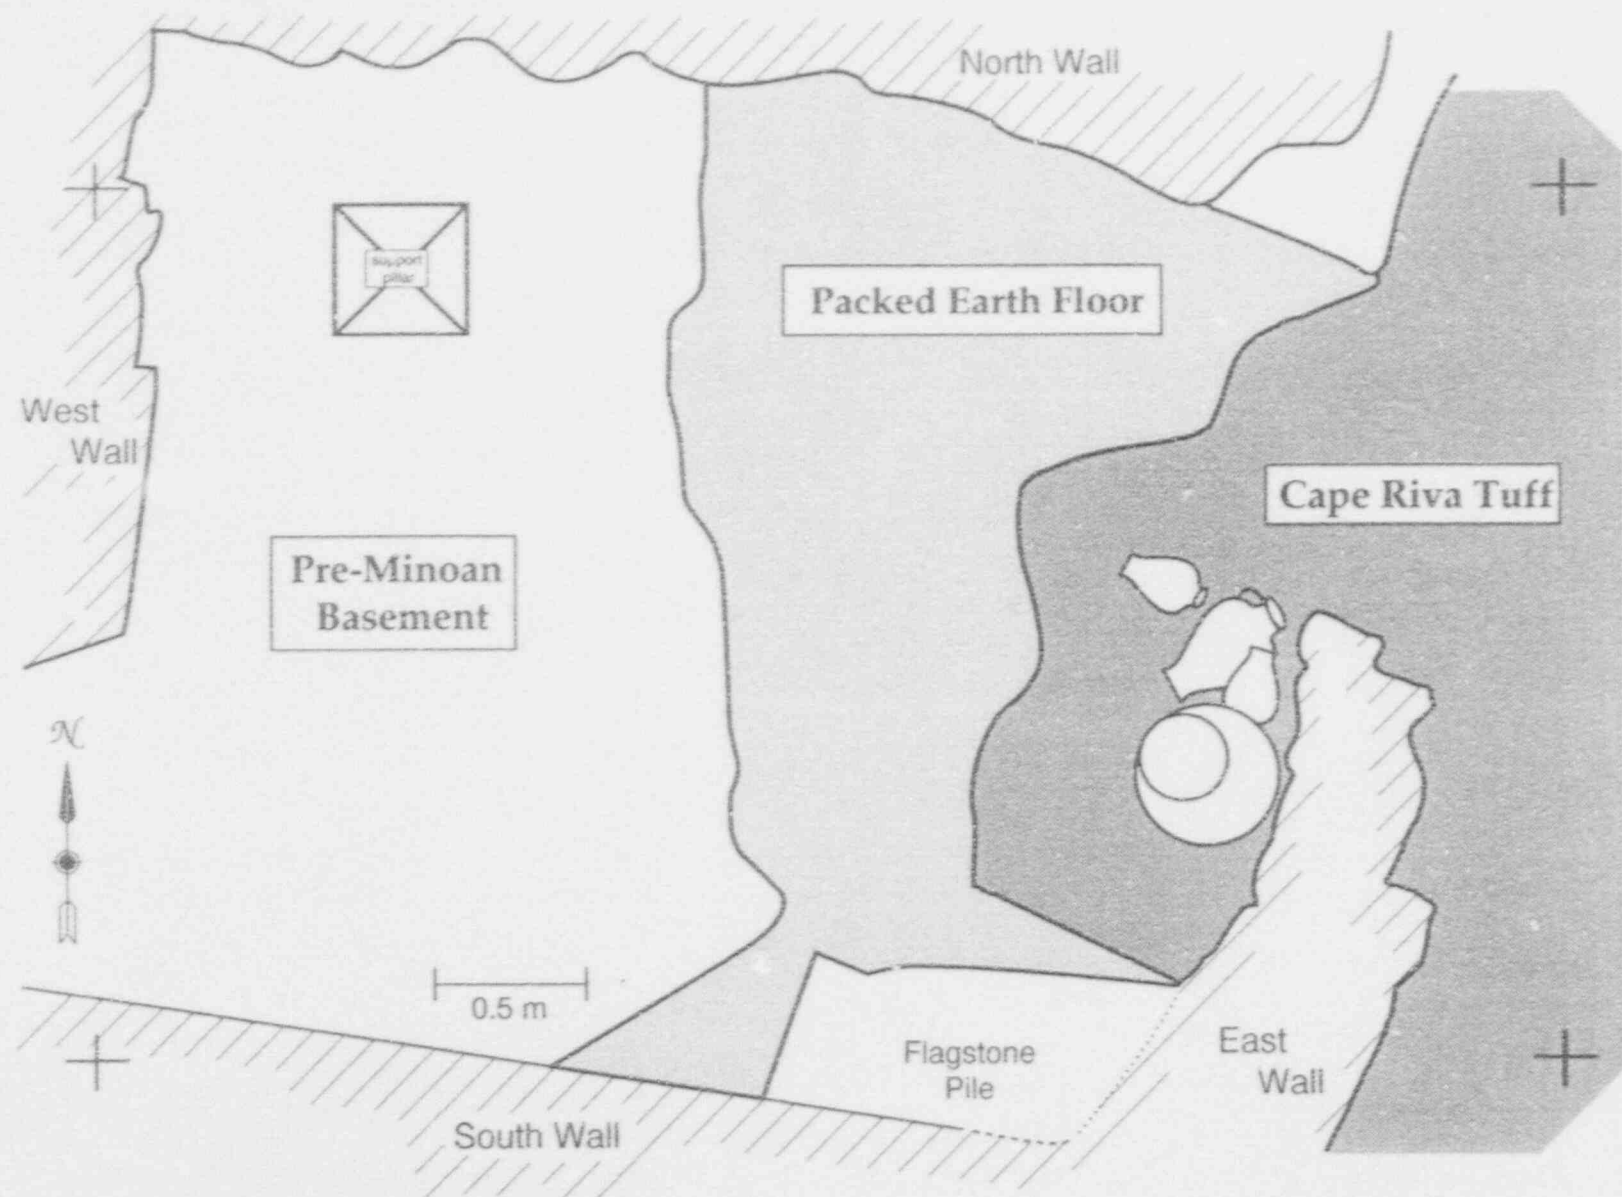 North Wall
support
pillar
Packed Earth Floor
West
Wall
Cape Riva Tuff
Pre-Minoan
Basement
N
0.5 m
Flagstone
Pile
East
Wall
South Wall